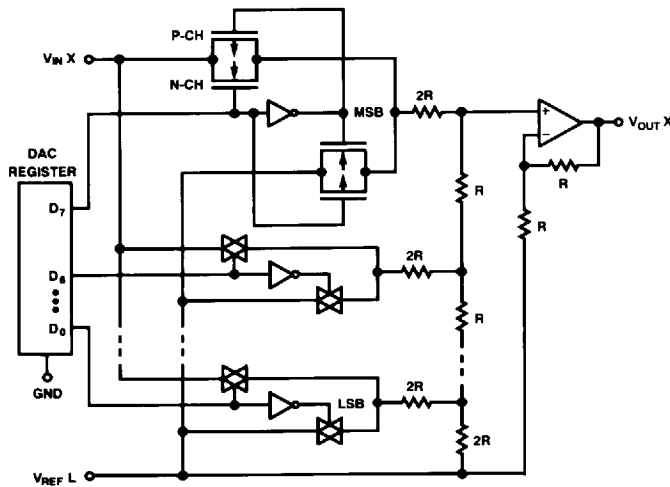 P-CH
V_IN X
N-CH
MSB
2R
+
−
V_OUT X
DAC
REGISTER
R
R
R
D7
2R
D6
R
D0
LSB
2R
GND
2R
V_REF L